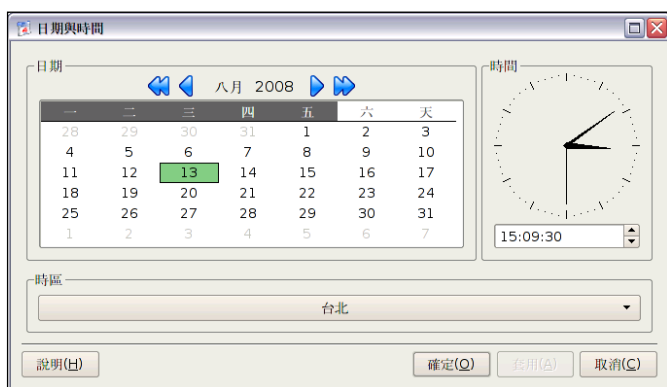 日期與時間
日期
八月 2008
一 二 三 四 五 六 天
28 29 30 31 1 2 3
4 5 6 7 8 9 10
11 12 13 14 15 16 17
18 19 20 21 22 23 24
25 26 27 28 29 30 31
1 2 3 4 5 6 7
時間
15:09:30
時區
台北
說明(H)
確定(O)
套用(A)
取消(C)